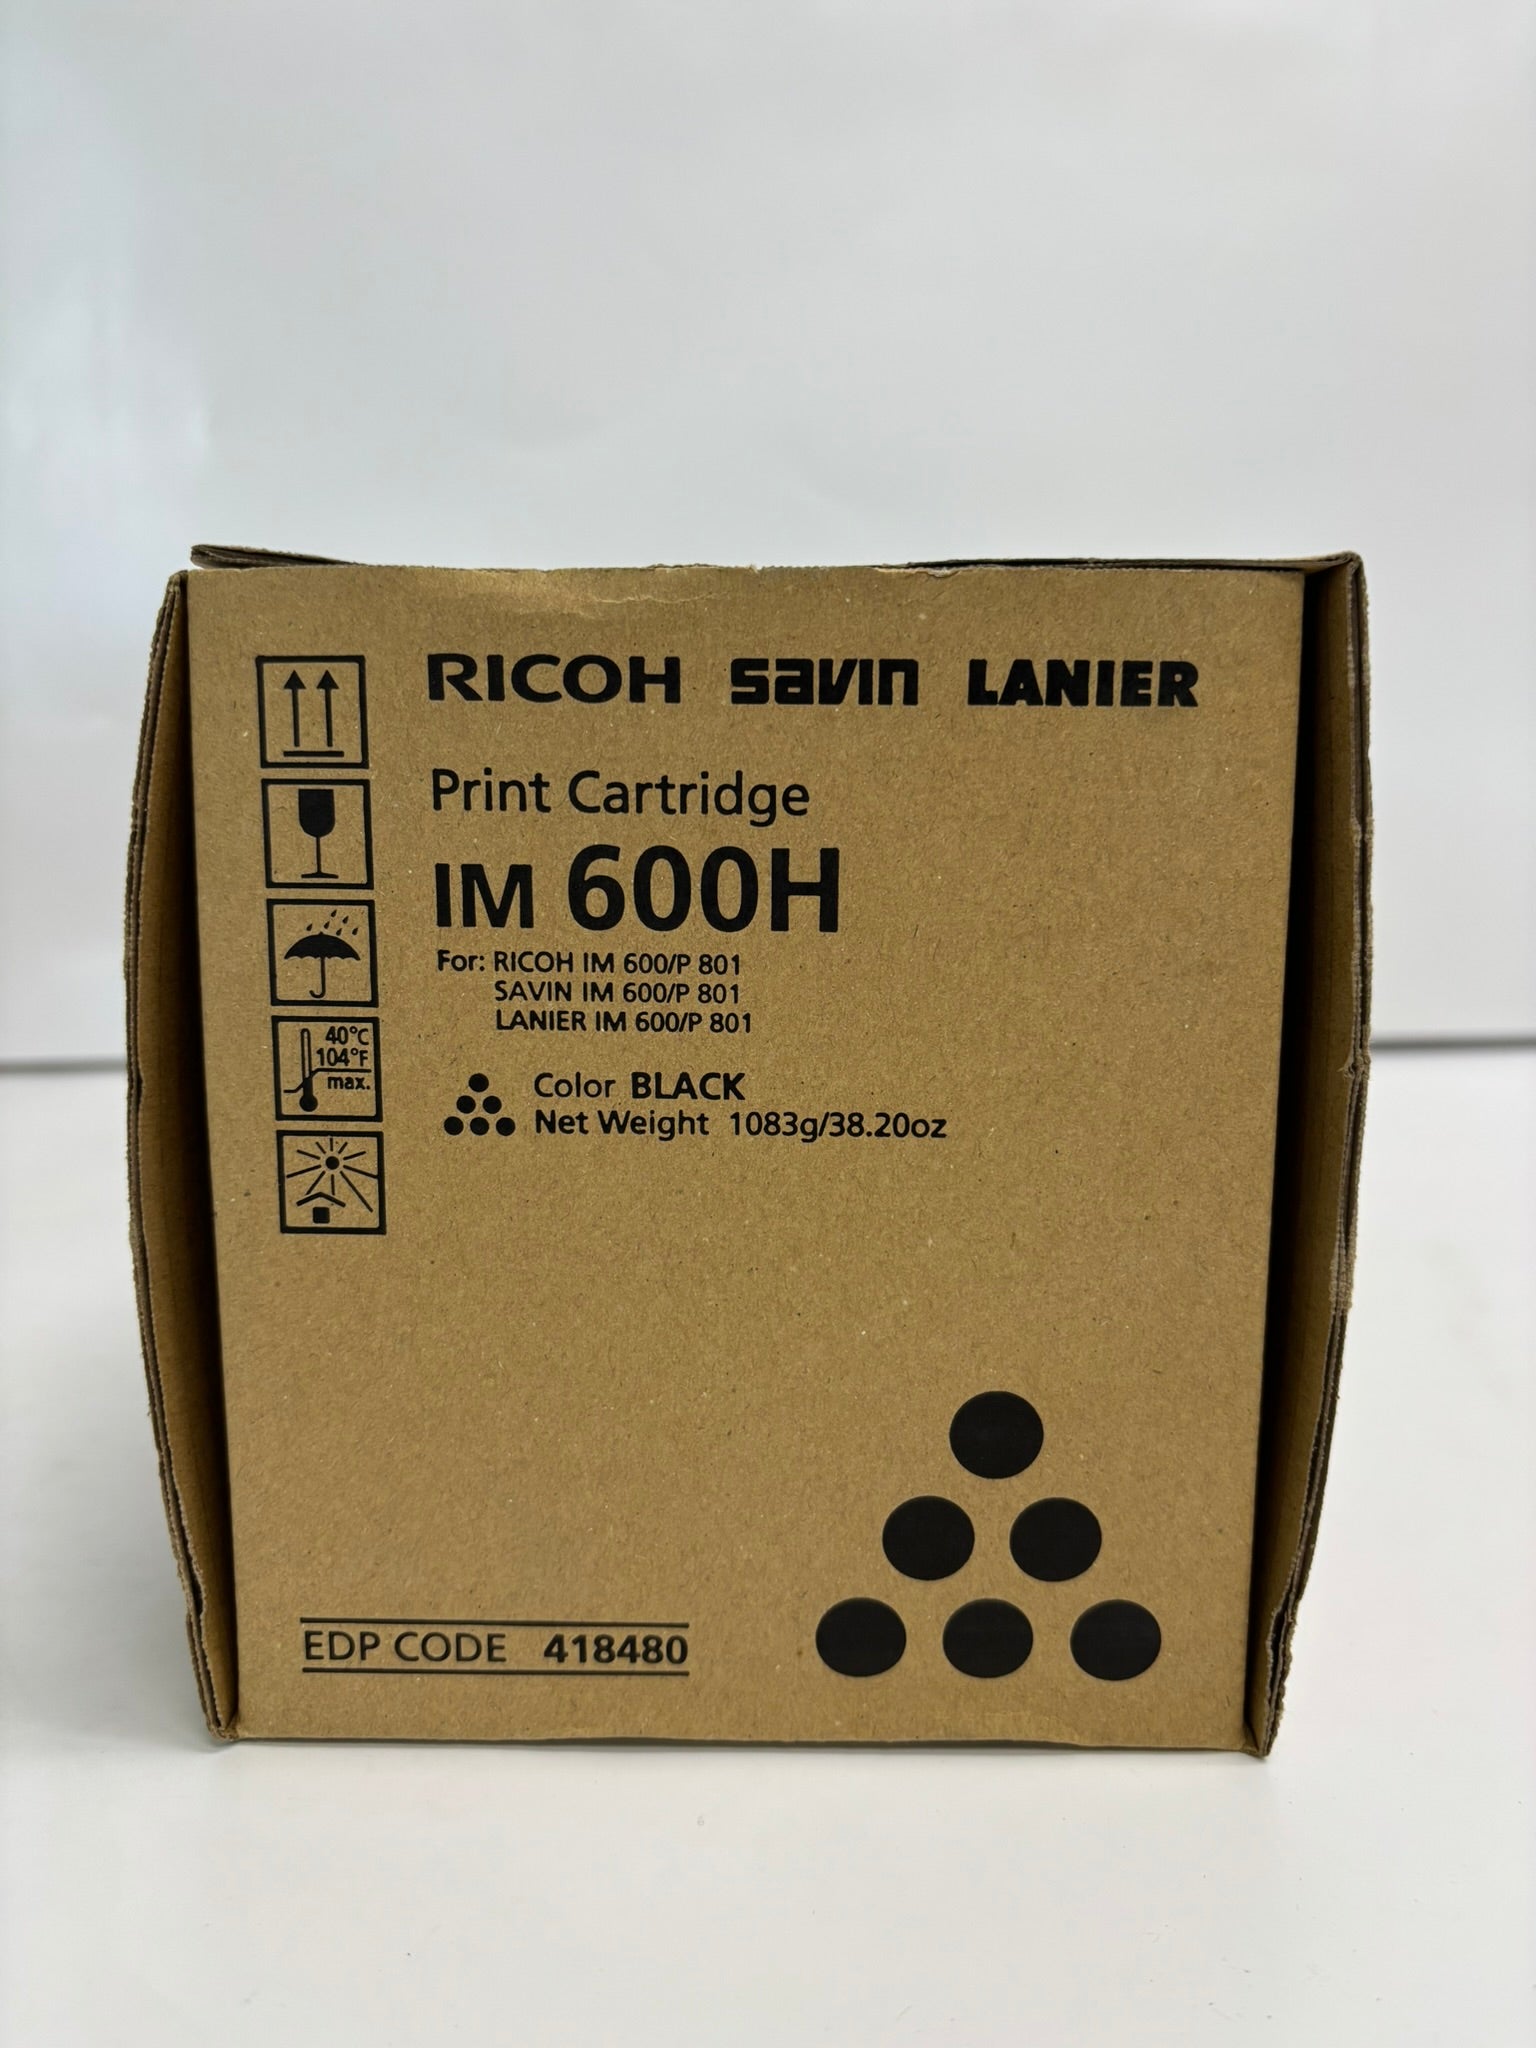 RICOH savin LANIER
Print Cartridge
IM 600H
For: RICOH IM 600/P 801
SAVIN IM 600/P 801
LANIER IM 600/P 801
40°C
104°F
max.
Color BLACK
Net Weight 1083g/38.20oz
EDP CODE 418480